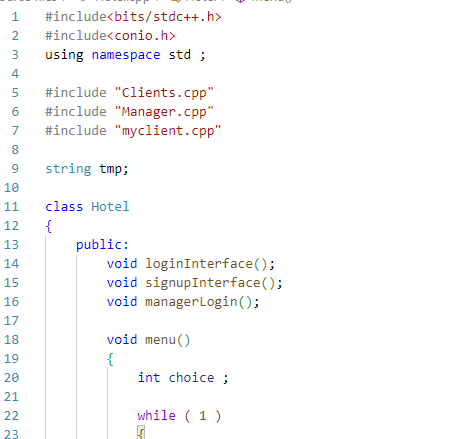 1 #include<bits/stdc++.h>
2 #include<conio.h>
3 using namespace std ;
4
5 #include "Clients.cpp"
6 #include "Manager.cpp"
7 #include "myclient.cpp"
8
9 string tmp;
10
11 class Hotel
12 {
13 public:
14 void loginInterface();
15 void signupInterface();
16 void managerLogin();
17
18 void menu()
19 {
20 int choice ;
21
22 while ( 1 )
23 {